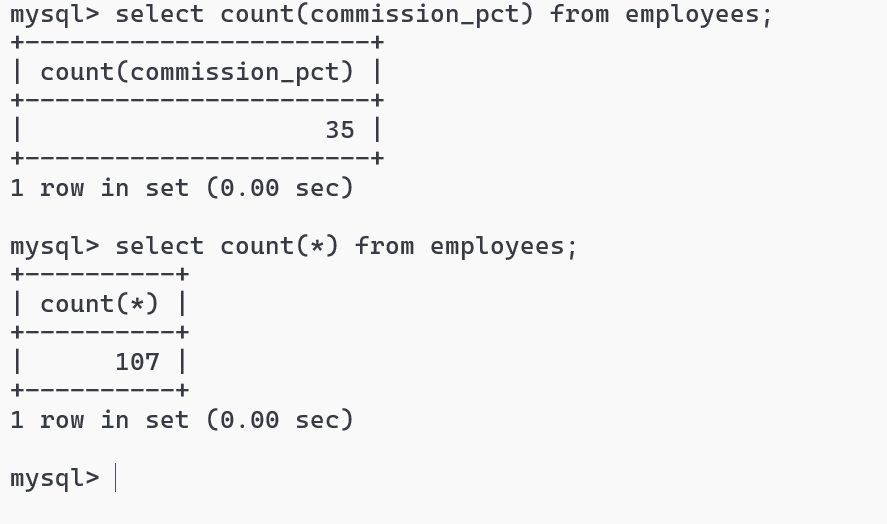 mysql> select count(commission_pct) from employees;
+-----------------------+
| count(commission_pct) |
+-----------------------+
|                    35 |
+-----------------------+
1 row in set (0.00 sec)

mysql> select count(*) from employees;
+----------+
| count(*) |
+----------+
|      107 |
+----------+
1 row in set (0.00 sec)

mysql>